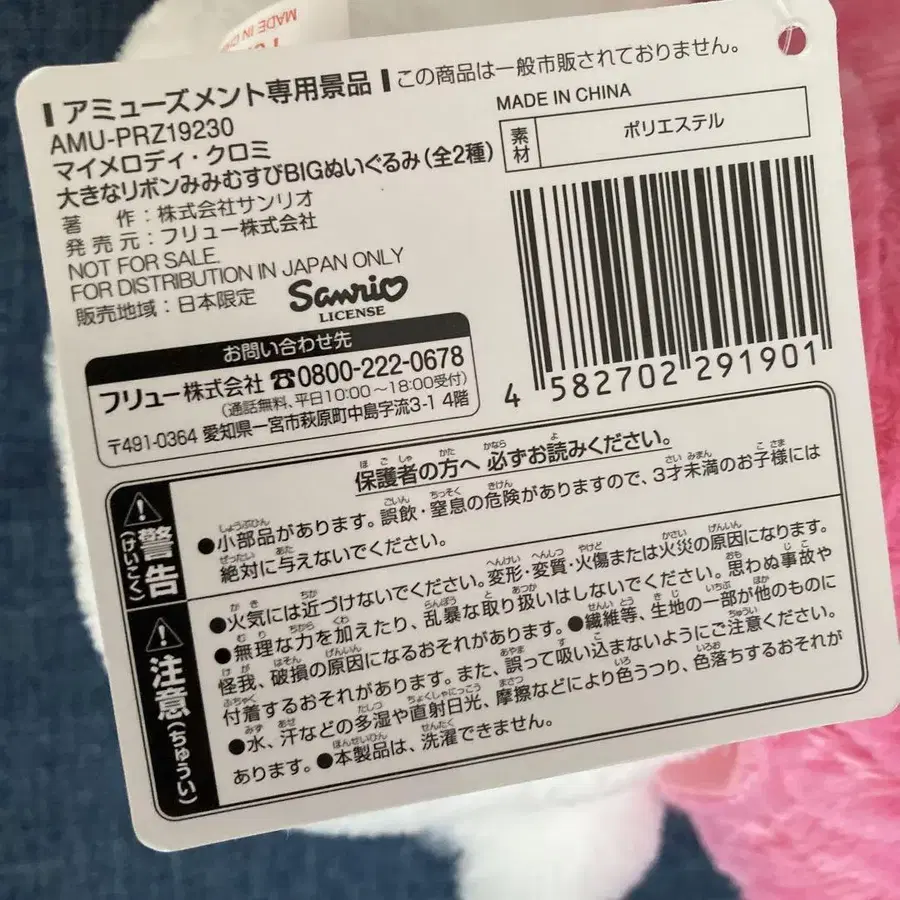 MADE IN
アミューズメント専用景品 この商品は一般市販されておりません。
AMU-PRZ19230
マイメロディ・クロミ
大きなリボンみみむすびBIGぬいぐるみ(全2種)
著 作:株式会社サンリオ
発 売 元:フリュー株式会社
NOT FOR SALE.
FOR DISTRIBUTION IN JAPAN ONLY
販売地域:日本限定
Sanrio
LICENSE
MADE IN CHINA
素材
ポリエステル
4 582702 291901
お問い合わせ先
フリュー株式会社 ☎0800-222-0678
(通話無料、平日10:00~18:00受付)
〒491-0364 愛知県一宮市萩原町中島字流3-1 4階
保護者の方へ 必ずお読みください。
警告(けいこく)
●小部品があります。誤飲・窒息の危険がありますので、3才未満のお子様には
絶対に与えないでください。
注意(ちゅうい)
●火気には近づけないでください。変形・変質・火傷または火災の原因になります。
●無理な力を加えたり、乱暴な取り扱いはしないでください。思わぬ事故や
怪我、破損の原因になるおそれがあります。●繊維等、生地の一部が他のものに
付着するおそれがあります。また、誤って吸い込まないようにご注意ください。
●水、汗などの多湿や直射日光、摩擦などにより色うつり、色落ちするおそれが
あります。●本製品は、洗濯できません。